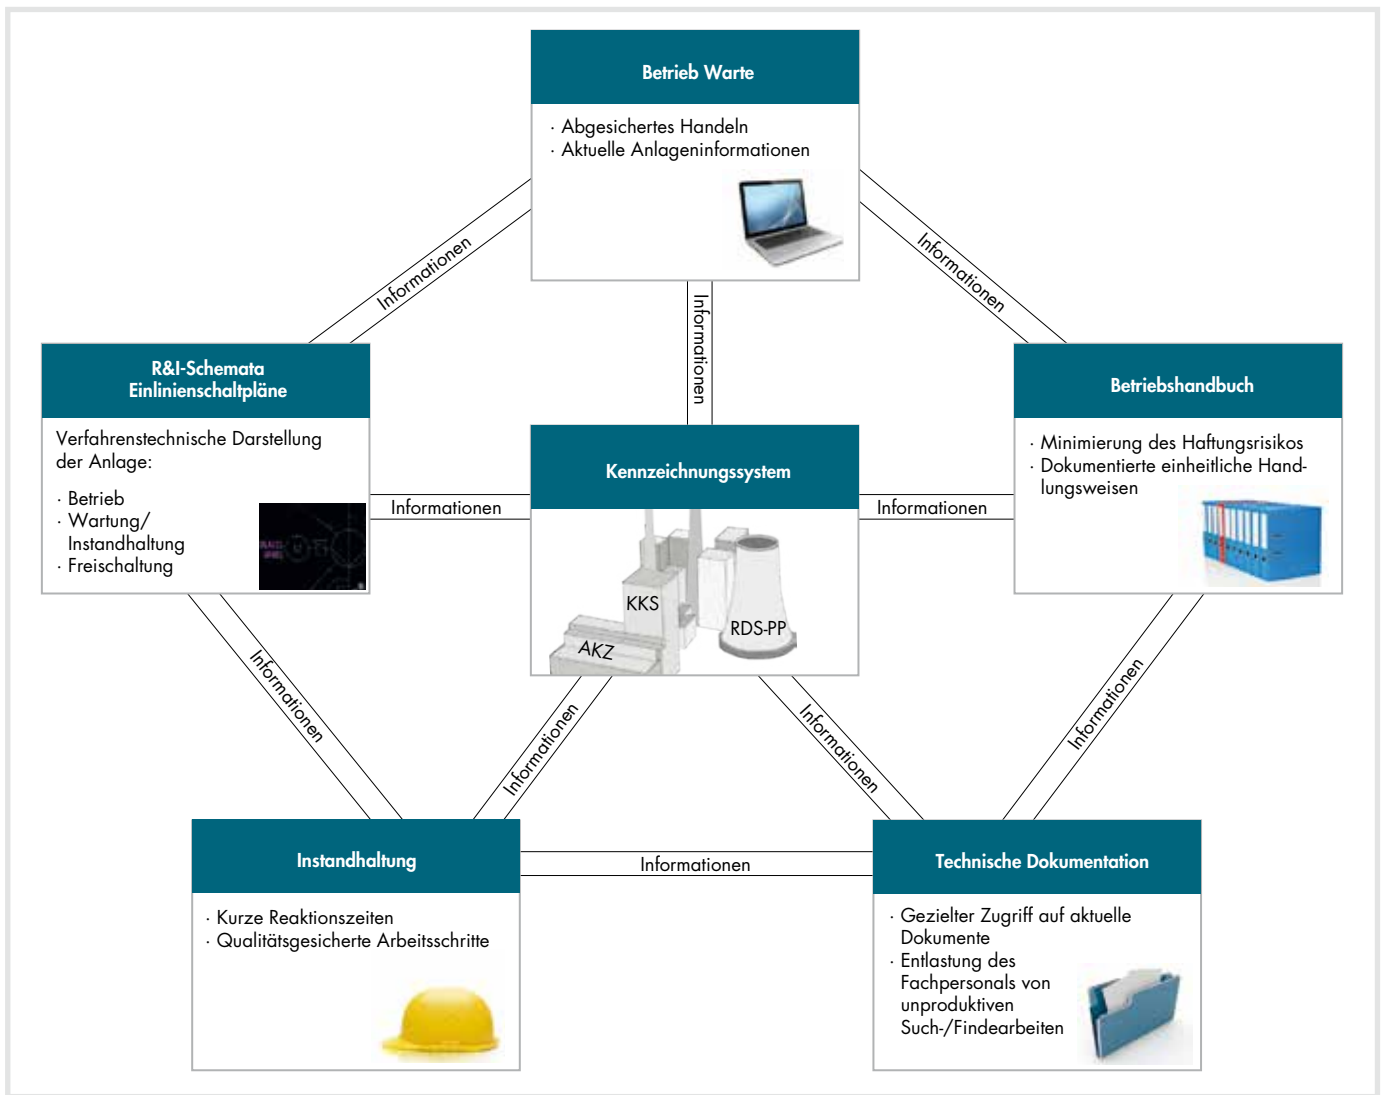 Betrieb Warte
· Abgesichertes Handeln
· Aktuelle Anlageninformationen
Informationen
Informationen
Informationen
R&I-Schemata
Einlinienschaltpläne
Verfahrenstechnische Darstellung
der Anlage:
· Betrieb
· Wartung/
Instandhaltung
· Freischaltung
Informationen
Kennzeichnungssystem
KKS
AKZ
RDS-PP
Informationen
Betriebshandbuch
· Minimierung des Haftungsrisikos
· Dokumentierte einheitliche Hand-
lungsweisen
Informationen
Informationen
Informationen
Informationen
Instandhaltung
· Kurze Reaktionszeiten
· Qualitätsgesicherte Arbeitsschritte
Informationen
Technische Dokumentation
· Gezielter Zugriff auf aktuelle
Dokumente
· Entlastung des
Fachpersonals von
unproduktiven
Such-/Findearbeiten